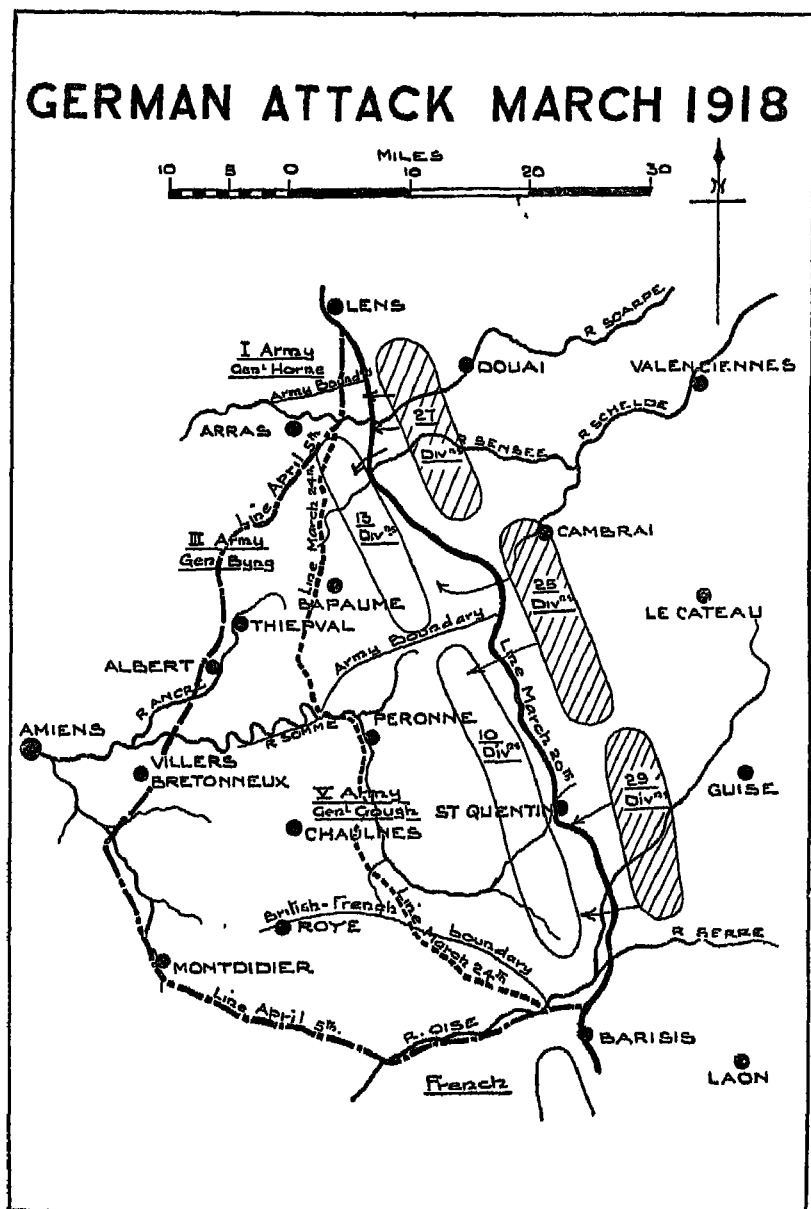 GERMAN ATTACK MARCH 1918
MILES
10 5 0 10 20 30
N
LENS
R SCARPE
I Army
Genl Horne
Army Boundry
DOUAI
VALENCIENNES
27
Divns
R SCHELDE
R SENSEE
ARRAS
Line April 5th
Line March 24th
13
Divns
III Army
Gen Byng
CAMBRAI
25
Divns
BAPAUME
LE CATEAU
THIEPVAL
Army Boundary
ALBERT
R ANCRE
Line March 20th
AMIENS
R SOMME
PERONNE
10
Divns
VILLERS
BRETONNEUX
29
Divns
GUISE
V Army
Genl Gough
ST QUENTIN
CHAULNES
British-French boundary
ROYE
Line March 24th
R SERRE
MONTDIDIER
Line April 5th.
R. OISE
BARISIS
French
LAON